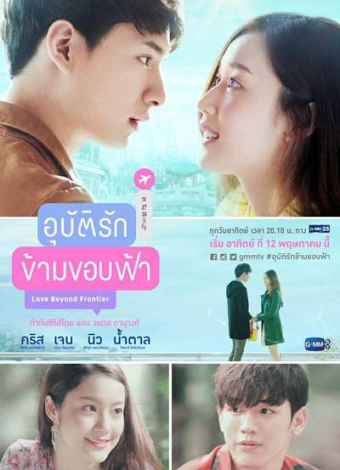 อุบัติรัก
ข้ามขอบฟ้า
Love Beyond Frontier
ทุกวันอาทิตย์ เวลา 20.10 น. ทาง GMM 25
เริ่ม อาทิตย์ ที่ 12 พฤษภาคม นี้
gmmtv #อุบัติรักข้ามขอบฟ้า
คริส เจน นิว น้ำตาล
GMM